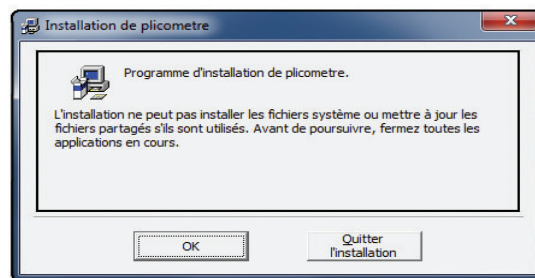 Installation de plicometre
Programme d'installation de plicometre.
L'installation ne peut pas installer les fichiers système ou mettre à jour les
fichiers partagés s'ils sont utilisés. Avant de poursuivre, fermez toutes les
applications en cours.
OK
Quitter
l'installation